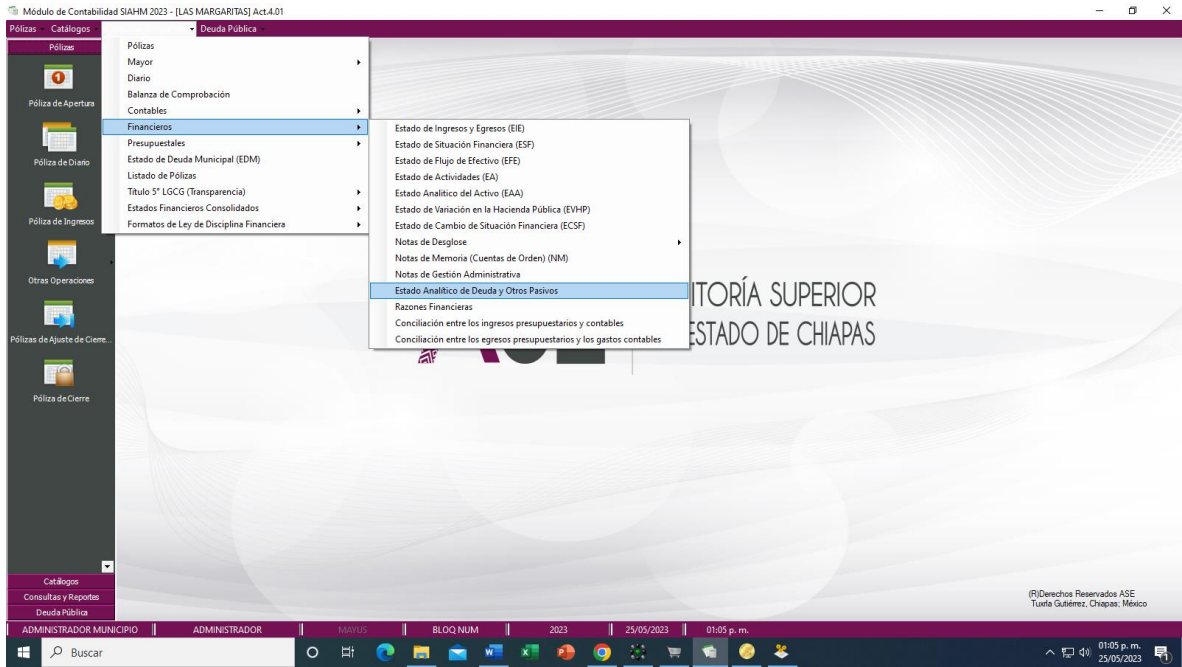 Módulo de Contabilidad SIAHM 2023 - [LAS MARGARITAS] Act.4.01
Pólizas Catálogos Deuda Pública
Pólizas
Póliza de Apertura
Póliza de Diario
Póliza de Ingresos
Otras Operaciones
Pólizas de Ajuste de Cierre...
Póliza de Cierre
Catálogos
Consultas y Reportes
Deuda Pública
Pólizas
Mayor
Diario
Balanza de Comprobación
Contables
Financieros
Presupuestales
Estado de Deuda Municipal (EDM)
Listado de Pólizas
Título 5° LGCG (Transparencia)
Estados Financieros Consolidados
Formatos de Ley de Disciplina Financiera
Estado de Ingresos y Egresos (EIE)
Estado de Situación Financiera (ESF)
Estado de Flujo de Efectivo (EFE)
Estado de Actividades (EA)
Estado Analitico del Activo (EAA)
Estado de Variación en la Hacienda Pública (EVHP)
Estado de Cambio de Situación Financiera (ECSF)
Notas de Desglose
Notas de Memoria (Cuentas de Orden) (NM)
Notas de Gestión Administrativa
Estado Analítico de Deuda y Otros Pasivos
Razones Financieras
Conciliación entre los ingresos presupuestarios y contables
Conciliación entre los egresos presupuestarios y los gastos contables
ITORÍA SUPERIOR
ESTADO DE CHIAPAS
(R)Derechos Reservados ASE
Tuxtla Gutiérrez, Chiapas; México
ADMINISTRADOR MUNICIPIO ADMINISTRADOR MAYUS BLOQ NUM 2023 25/05/2023 01:05 p. m.
Buscar
01:05 p. m.
25/05/2023